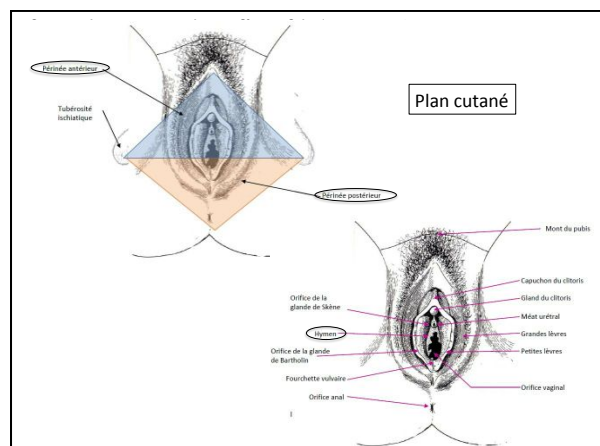 Périnée antérieur
Plan cutané
Tubérosité
ischiatique
Périnée postérieur
Mont du pubis
Capuchon du clitoris
Orifice de la
glande de Skène
Gland du clitoris
Méat urétral
Hymen
Grandes lèvres
Orifice de la glande
de Bartholin
Petites lèvres
Fourchette vulvaire
Orifice vaginal
Orifice anal